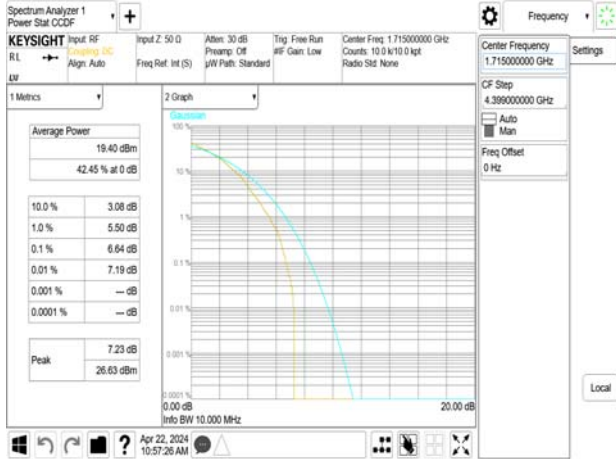 Spectrum Analyzer 1
Power Stat CCDF
Frequency
KEYSIGHT
RL
LU
Input: RF
Coupling: DC
Align: Auto
Input Z: 50 Ω
Freq Ref: Int (S)
Atten: 30 dB
Preamp: Off
µW Path: Standard
Trig: Free Run
#IF Gain: Low
Center Freq: 1.715000000 GHz
Counts: 10.0 k/10.0 kpt
Radio Std: None
Center Frequency
1.715000000 GHz
Settings
CF Step
4.399000000 GHz
Auto
Man
Freq Offset
0 Hz
Local
1 Metrics
Average Power
19.40 dBm
42.45 % at 0 dB
10.0 % 3.08 dB
1.0 % 5.50 dB
0.1 % 6.64 dB
0.01 % 7.19 dB
0.001 % --- dB
0.0001 % --- dB
Peak 7.23 dB
26.63 dBm
2 Graph
Gaussian
100 %
10 %
1 %
0.1 %
0.01 %
0.001 %
0.0001 %
0.00 dB 20.00 dB
Info BW 10.000 MHz
Apr 22, 2024
10:57:26 AM